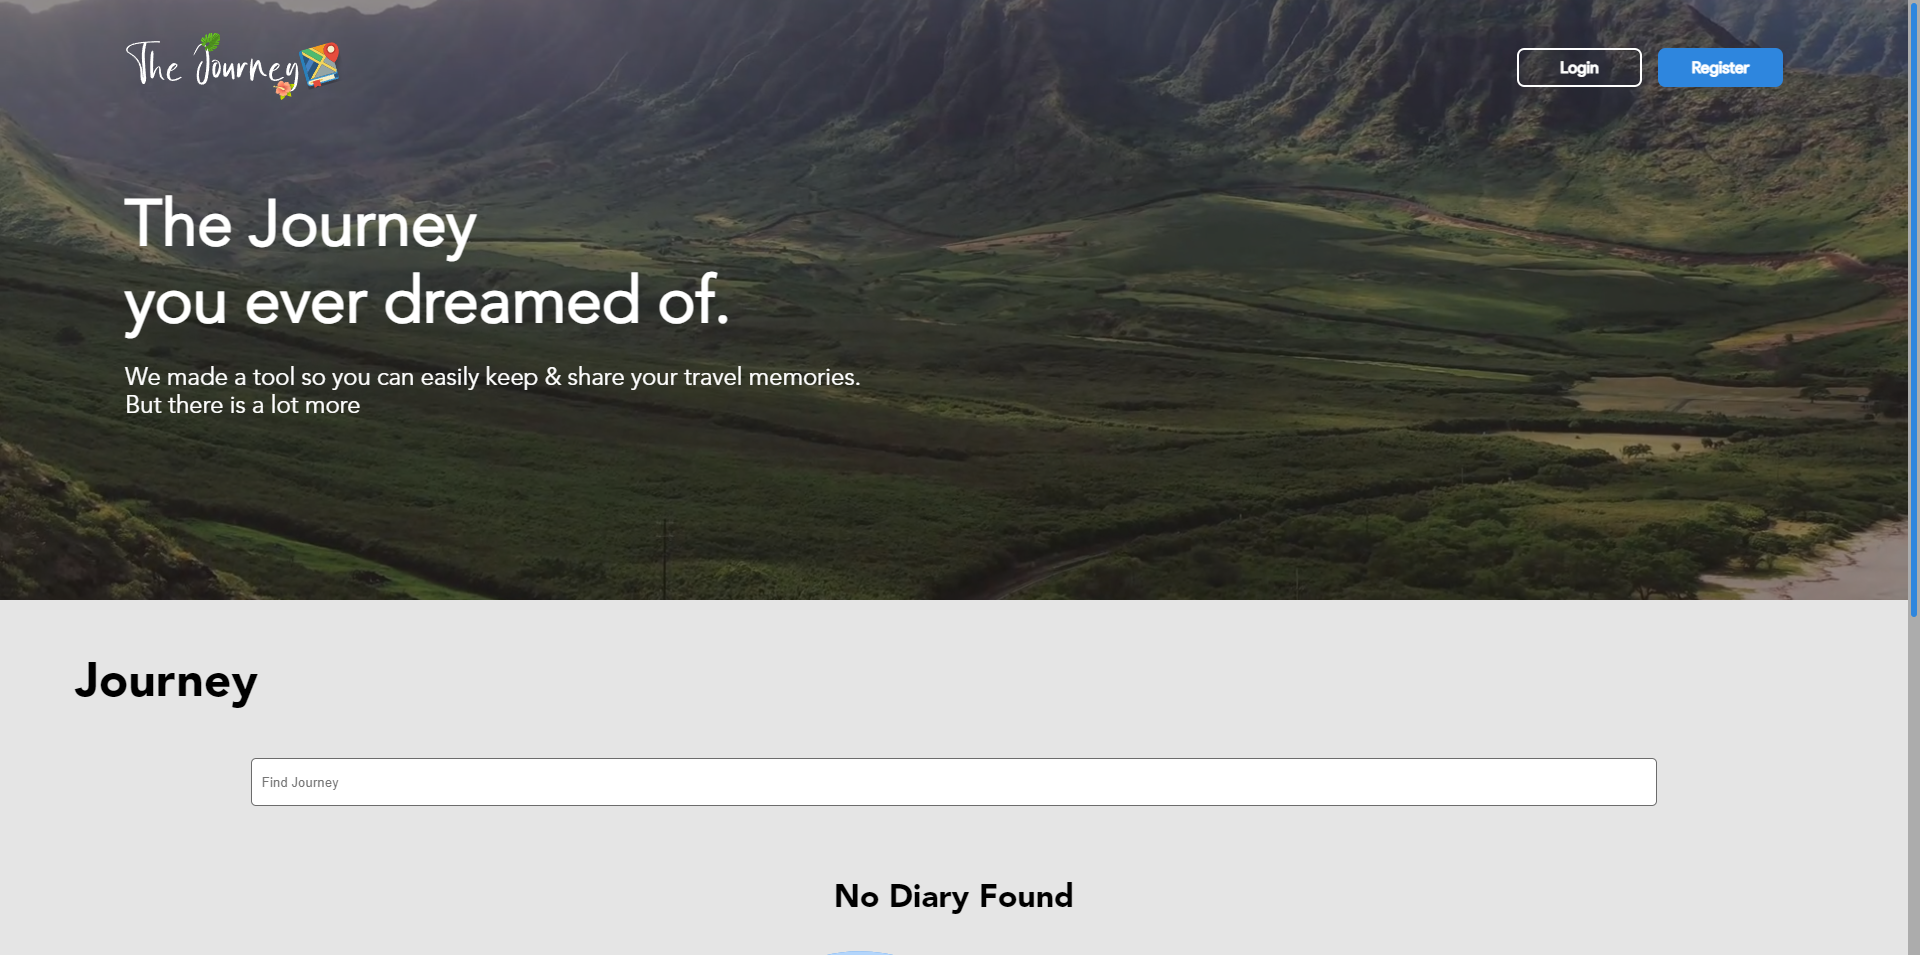 The Journey
Login
Register
The Journey
you ever dreamed of.
We made a tool so you can easily keep & share your travel memories.
But there is a lot more
Journey
Find Journey
No Diary Found